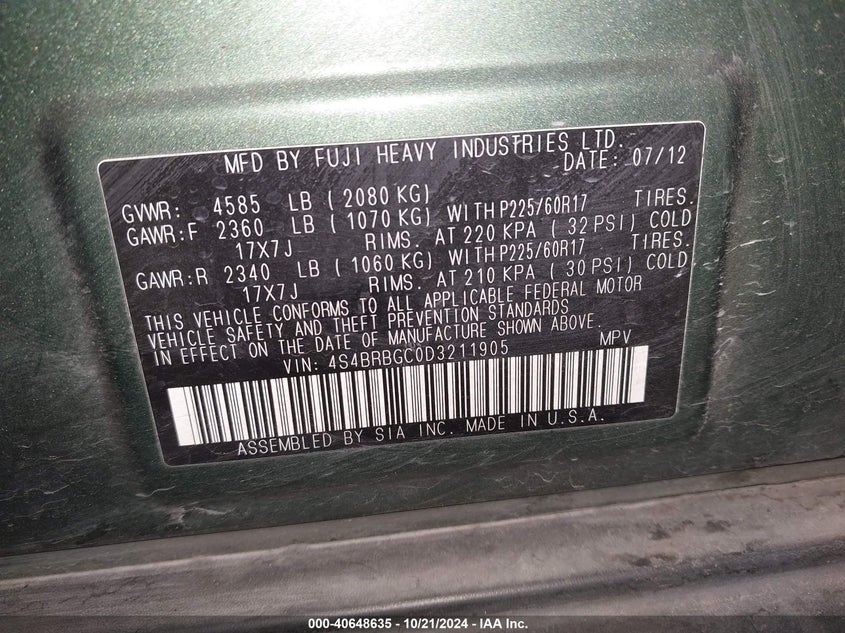 MFD BY FUJI HEAVY INDUSTRIES LTD.
DATE: 07/12
GVWR: 4585 LB ( 2080 KG)
GAWR:F 2360 LB ( 1070 KG) WITH P225/60R17 TIRES.
17X7J RIMS. AT 220 KPA ( 32 PSI) COLD
GAWR:R 2340 LB ( 1060 KG) WITH P225/60R17 TIRES.
17X7J RIMS. AT 210 KPA ( 30 PSI) COLD
THIS VEHICLE CONFORMS TO ALL APPLICABLE FEDERAL MOTOR
VEHICLE SAFETY AND THEFT PREVENTION STANDARDS
IN EFFECT ON THE DATE OF MANUFACTURE SHOWN ABOVE.
VIN: 4S4BRBGC0D3211905 MPV
ASSEMBLED BY SIA INC. MADE IN U.S.A.
000-40648635 - 10/21/2024 - IAA Inc.